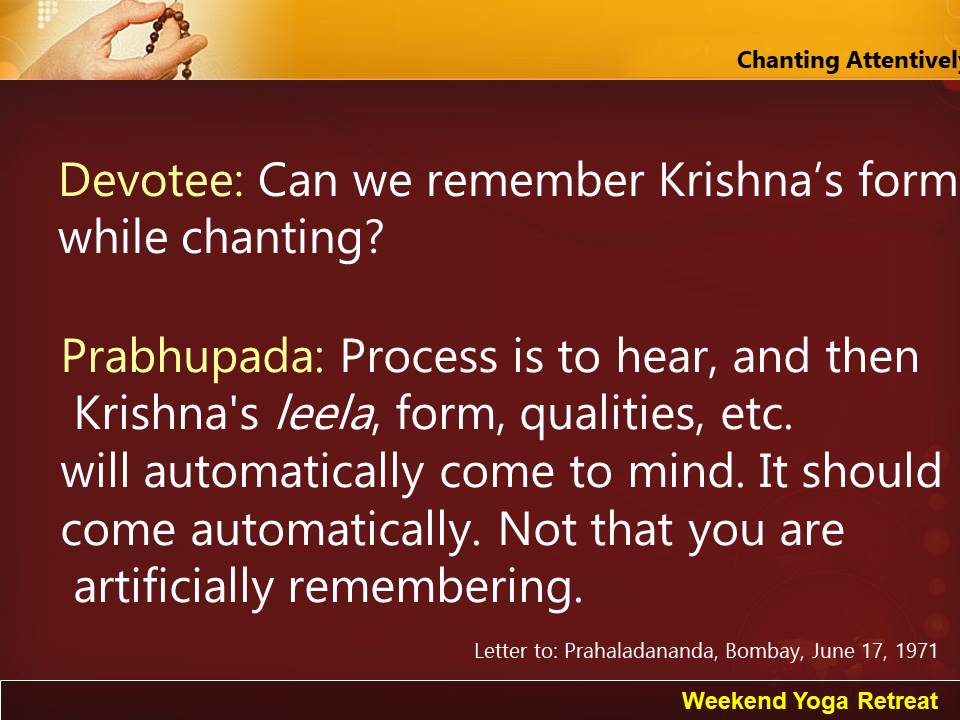 Chanting Attentively
Devotee: Can we remember Krishna’s form
while chanting?
Prabhupada: Process is to hear, and then
Krishna's leela, form, qualities, etc.
will automatically come to mind. It should
come automatically. Not that you are
artificially remembering.
Letter to: Prahaladananda, Bombay, June 17, 1971
Weekend Yoga Retreat